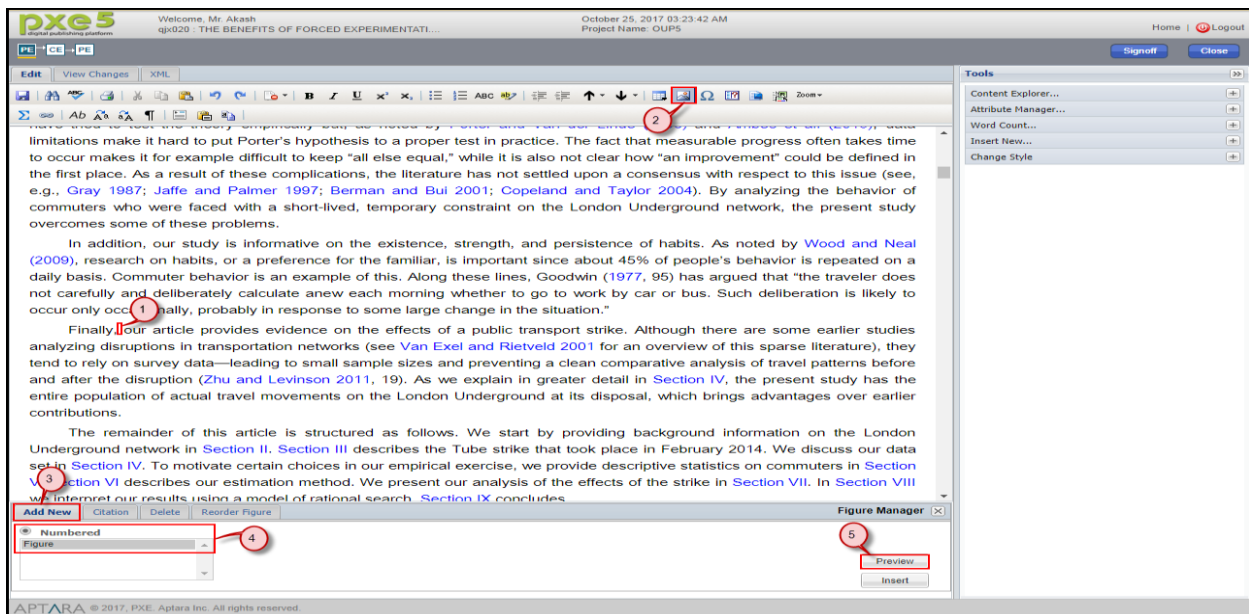 pxe5
digital publishing platform
Welcome, Mr. Akash
qjx020 : THE BENEFITS OF FORCED EXPERIMENTATI....
October 25, 2017 03:23:42 AM
Project Name: OUP5
Home | Logout
PE CE PE
Signoff Close
Edit View Changes XML
B I U x² x, ABC Ω Zoom
Σ Ab ¶
2
limitations make it hard to put Porter's hypothesis to a proper test in practice. The fact that measurable progress often takes time
to occur makes it for example difficult to keep "all else equal," while it is also not clear how "an improvement" could be defined in
the first place. As a result of these complications, the literature has not settled upon a consensus with respect to this issue (see,
e.g., Gray 1987; Jaffe and Palmer 1997; Berman and Bui 2001; Copeland and Taylor 2004). By analyzing the behavior of
commuters who were faced with a short-lived, temporary constraint on the London Underground network, the present study
overcomes some of these problems.
In addition, our study is informative on the existence, strength, and persistence of habits. As noted by Wood and Neal
(2009), research on habits, or a preference for the familiar, is important since about 45% of people's behavior is repeated on a
daily basis. Commuter behavior is an example of this. Along these lines, Goodwin (1977, 95) has argued that "the traveler does
not carefully and deliberately calculate anew each morning whether to go to work by car or bus. Such deliberation is likely to
occur only occ 1 nally, probably in response to some large change in the situation."
Finally, our article provides evidence on the effects of a public transport strike. Although there are some earlier studies
analyzing disruptions in transportation networks (see Van Exel and Rietveld 2001 for an overview of this sparse literature), they
tend to rely on survey data—leading to small sample sizes and preventing a clean comparative analysis of travel patterns before
and after the disruption (Zhu and Levinson 2011, 19). As we explain in greater detail in Section IV, the present study has the
entire population of actual travel movements on the London Underground at its disposal, which brings advantages over earlier
contributions.
The remainder of this article is structured as follows. We start by providing background information on the London
Underground network in Section II. Section III describes the Tube strike that took place in February 2014. We discuss our data
set in Section IV. To motivate certain choices in our empirical exercise, we provide descriptive statistics on commuters in Section
V 3 ction VI describes our estimation method. We present our analysis of the effects of the strike in Section VII. In Section VIII
we interpret our results using a model of rational search. Section IX concludes.
Tools
Content Explorer...
Attribute Manager...
Word Count...
Insert New...
Change Style
Add New Citation Delete Reorder Figure Figure Manager
Numbered
Figure
4
5
Preview
Insert
APTARA © 2017, PXE. Aptara Inc. All rights reserved.